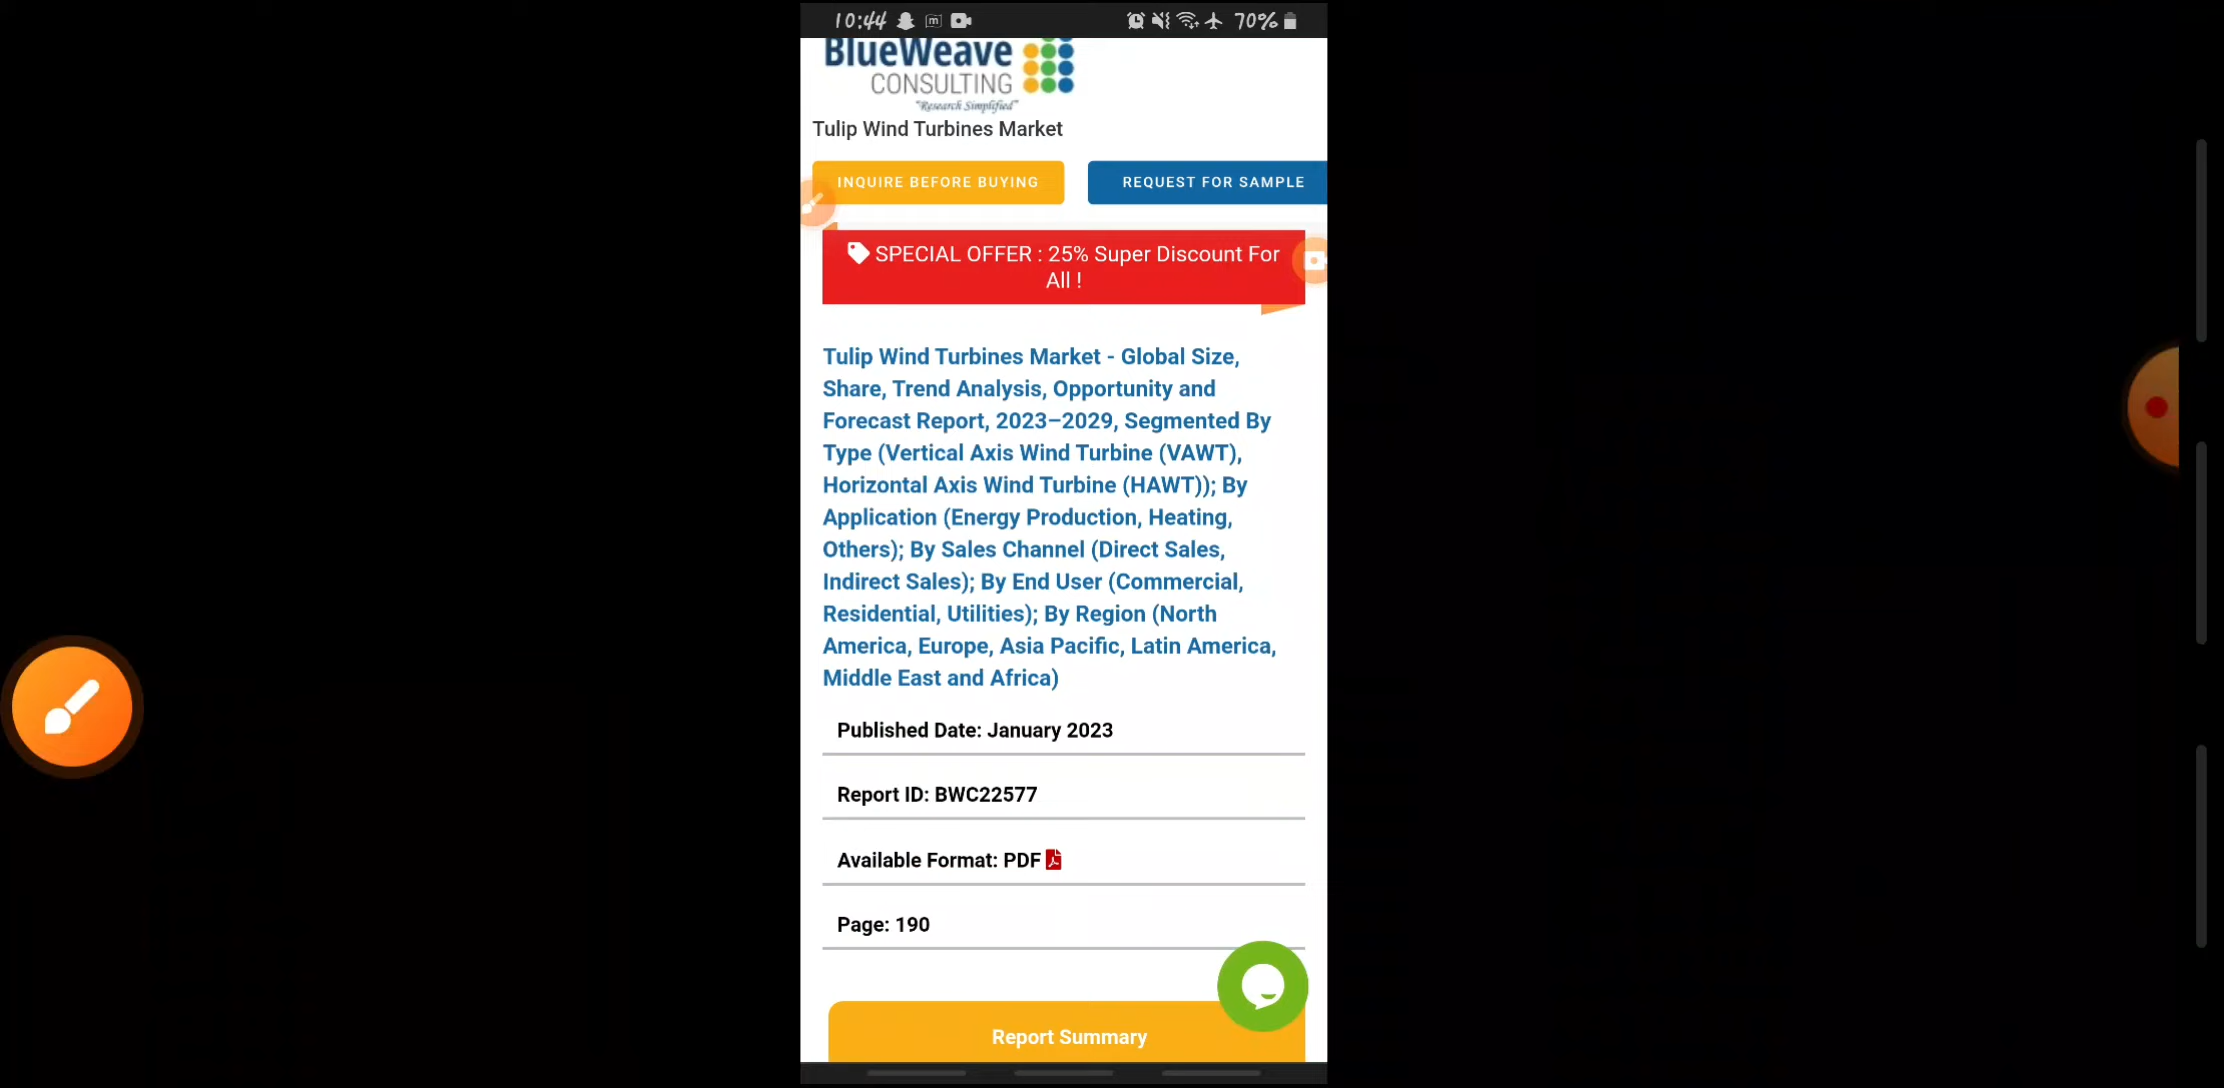 10:44
70%
BlueWeave
CONSULTING
"Research Simplified"
Tulip Wind Turbines Market
INQUIRE BEFORE BUYING
REQUEST FOR SAMPLE
SPECIAL OFFER : 25% Super Discount For
All !
Tulip Wind Turbines Market - Global Size,
Share, Trend Analysis, Opportunity and
Forecast Report, 2023–2029, Segmented By
Type (Vertical Axis Wind Turbine (VAWT),
Horizontal Axis Wind Turbine (HAWT)); By
Application (Energy Production, Heating,
Others); By Sales Channel (Direct Sales,
Indirect Sales); By End User (Commercial,
Residential, Utilities); By Region (North
America, Europe, Asia Pacific, Latin America,
Middle East and Africa)
Published Date: January 2023
Report ID: BWC22577
Available Format: PDF
Page: 190
Report Summary